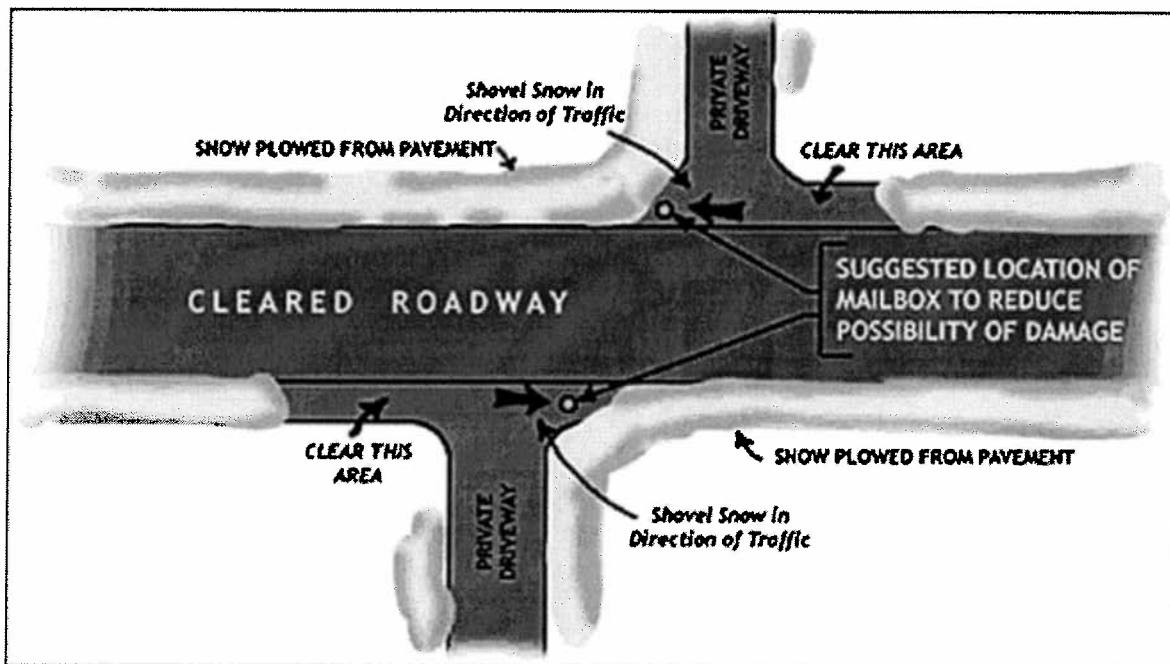 Shovel Snow in
Direction of Traffic
PRIVATE
DRIVEWAY
SNOW PLOWED FROM PAVEMENT
CLEAR THIS AREA
CLEARED ROADWAY
SUGGESTED LOCATION OF
MAILBOX TO REDUCE
POSSIBILITY OF DAMAGE
CLEAR THIS
AREA
SNOW PLOWED FROM PAVEMENT
PRIVATE
DRIVEWAY
Shovel Snow in
Direction of Traffic